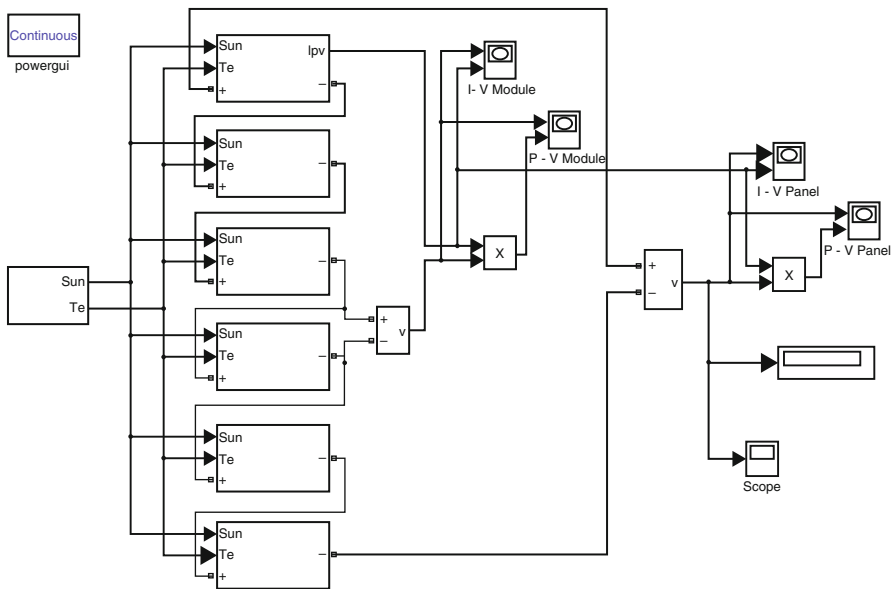 Continuous
powergui
Sun
Te
Sun
Te
+
Ipv
−
Sun
Te
+
−
Sun
Te
+
−
Sun
Te
+
−
Sun
Te
+
−
Sun
Te
+
−
+
−
v
I- V Module
P - V Module
X
+
−
v
I - V Panel
P - V Panel
X
Scope